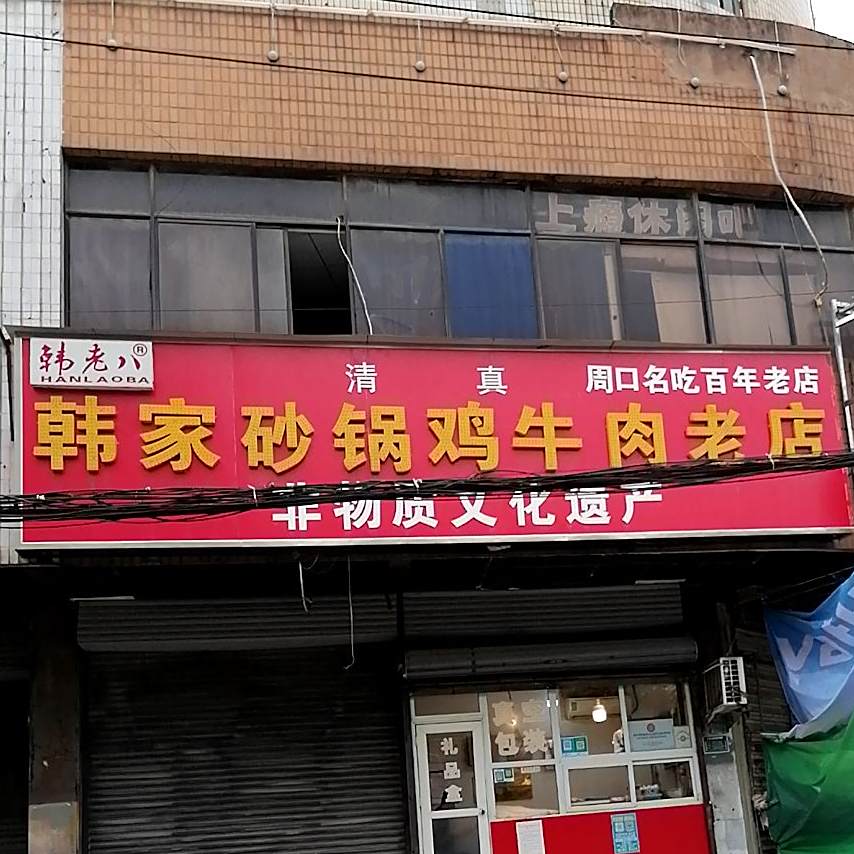 上瘾休闲吧
韩老八®
HANLAOBA
清真
周口名吃百年老店
韩家砂锅鸡牛肉老店
非物质文化遗产
真空
包装
礼品盒